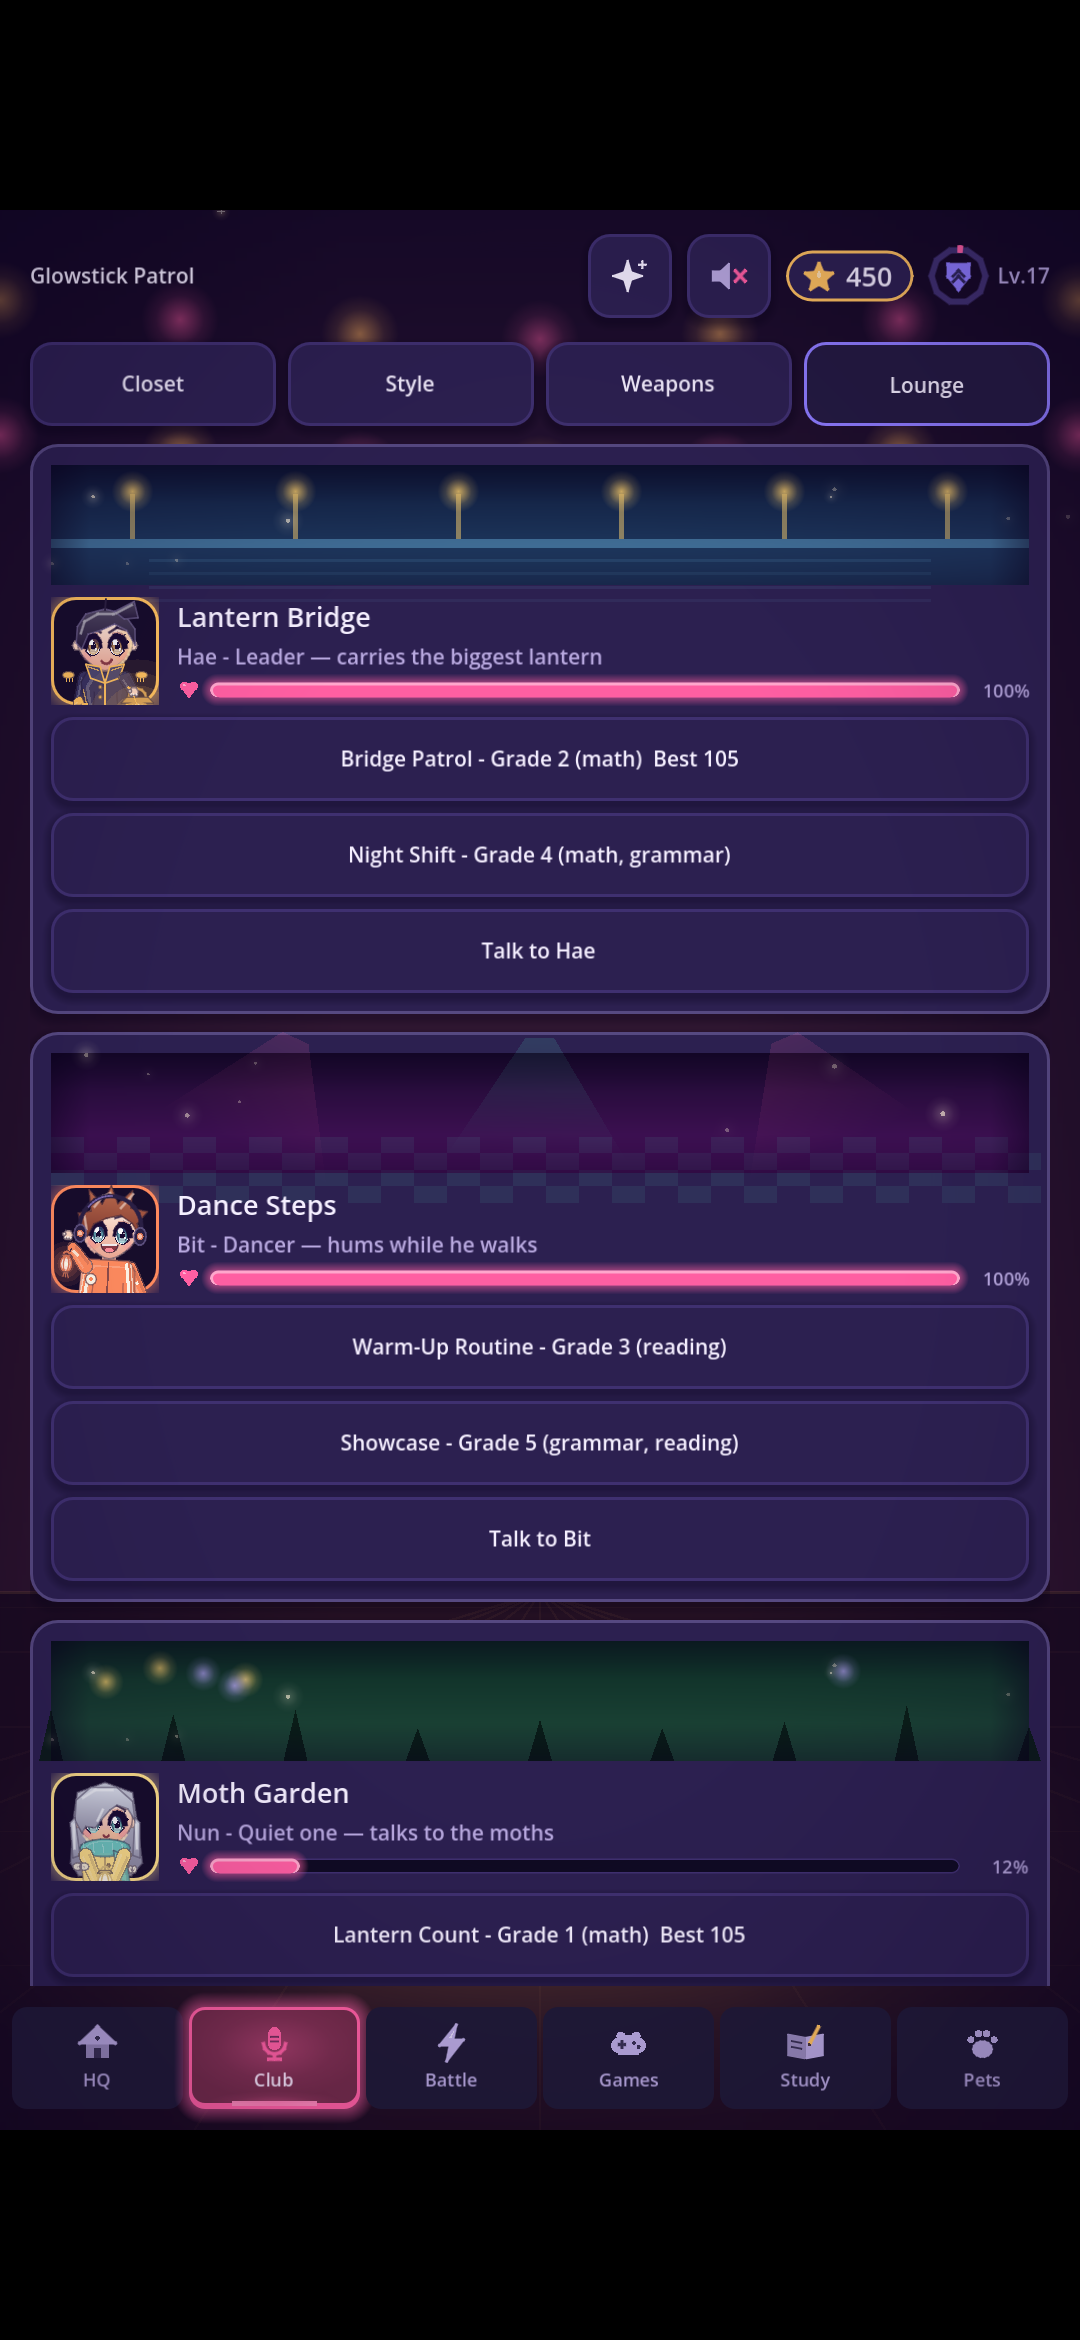 Glowstick Patrol
450
Lv.17
Closet
Style
Weapons
Lounge
Lantern Bridge
Hae - Leader — carries the biggest lantern
100%
Bridge Patrol - Grade 2 (math)  Best 105
Night Shift - Grade 4 (math, grammar)
Talk to Hae
Dance Steps
Bit - Dancer — hums while he walks
100%
Warm-Up Routine - Grade 3 (reading)
Showcase - Grade 5 (grammar, reading)
Talk to Bit
Moth Garden
Nun - Quiet one — talks to the moths
12%
Lantern Count - Grade 1 (math)  Best 105
HQ
Club
Battle
Games
Study
Pets